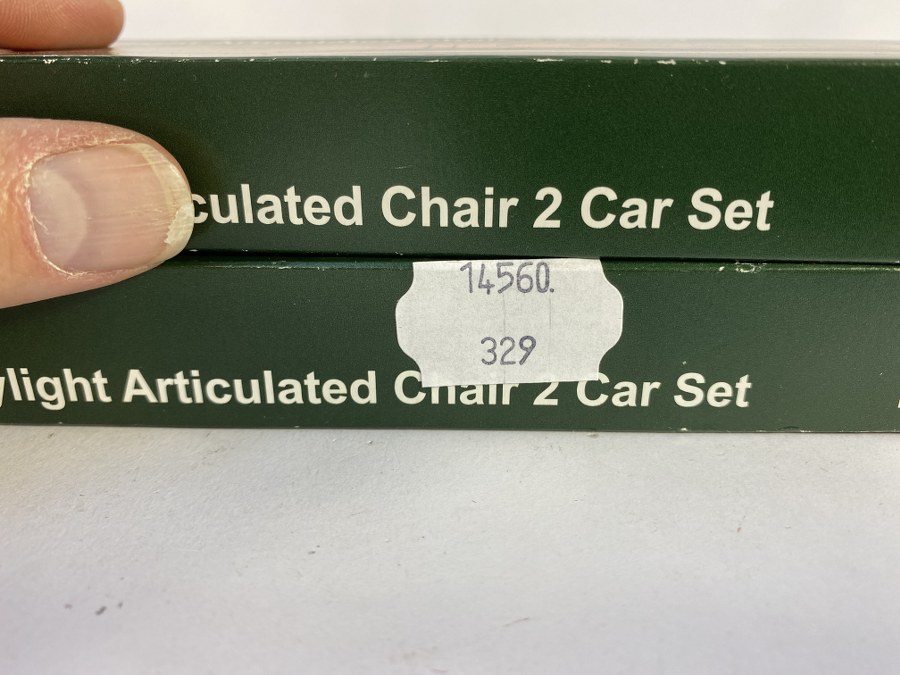 culated Chair 2 Car Set
14560.
329
ylight Articulated Chair 2 Car Set